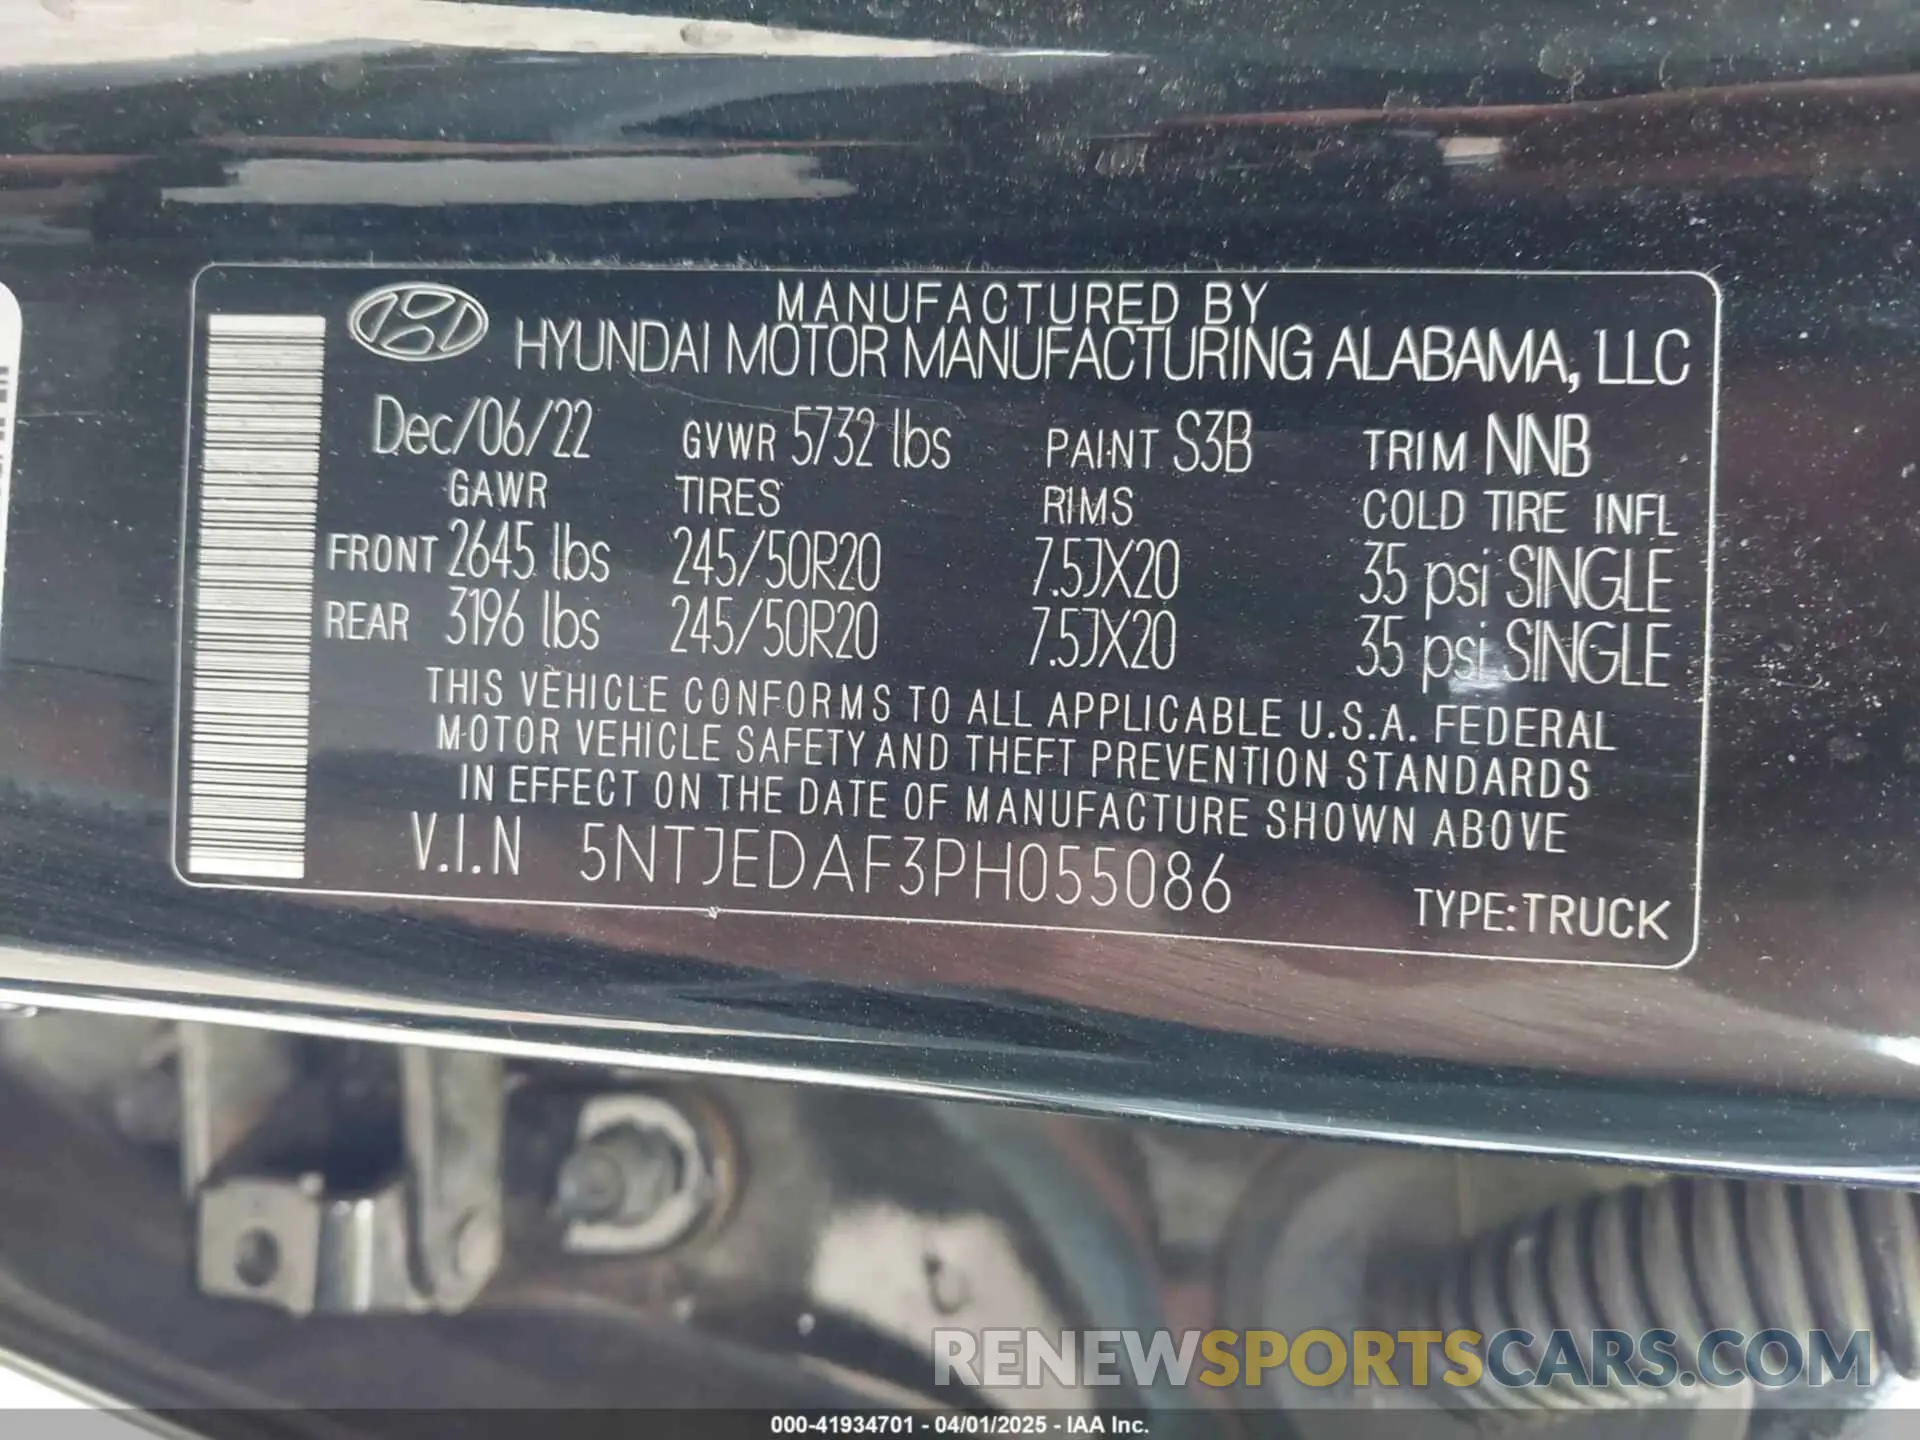 MANUFACTURED BY
HYUNDAI MOTOR MANUFACTURING ALABAMA, LLC
Dec/06/22 GVWR 5732 lbs PAINT S3B TRIM NNB
GAWR TIRES RIMS COLD TIRE INFL
FRONT 2645 lbs 245/50R20 7.5JX20 35 psi SINGLE
REAR 3196 lbs 245/50R20 7.5JX20 35 psi SINGLE
THIS VEHICLE CONFORMS TO ALL APPLICABLE U.S.A. FEDERAL
MOTOR VEHICLE SAFETY AND THEFT PREVENTION STANDARDS
IN EFFECT ON THE DATE OF MANUFACTURE SHOWN ABOVE
V.I.N 5NTJEDAF3PH055086
TYPE:TRUCK
RENEWSPORTSCARS.COM
000-41934701 - 04/01/2025 - IAA Inc.